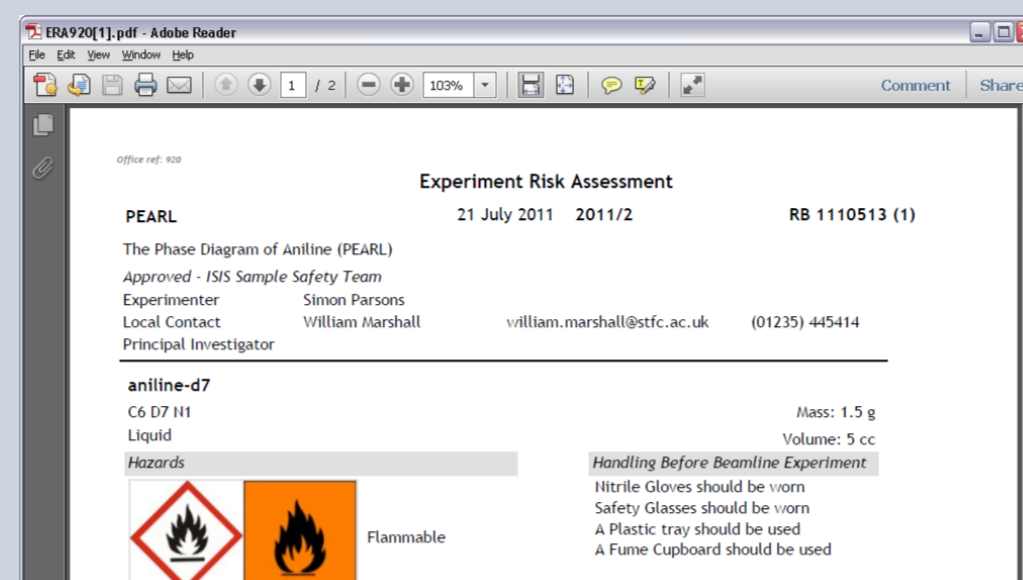 ERA920[1].pdf - Adobe Reader
File Edit View Window Help
1 / 2 103% Comment Share
Office ref: 920
Experiment Risk Assessment
PEARL 21 July 2011 2011/2 RB 1110513 (1)
The Phase Diagram of Aniline (PEARL)
Approved - ISIS Sample Safety Team
Experimenter Simon Parsons
Local Contact William Marshall william.marshall@stfc.ac.uk (01235) 445414
Principal Investigator
aniline-d7
C6 D7 N1 Mass: 1.5 g
Liquid Volume: 5 cc
Hazards Handling Before Beamline Experiment
Nitrile Gloves should be worn
Safety Glasses should be worn
A Plastic tray should be used
Flammable
A Fume Cupboard should be used